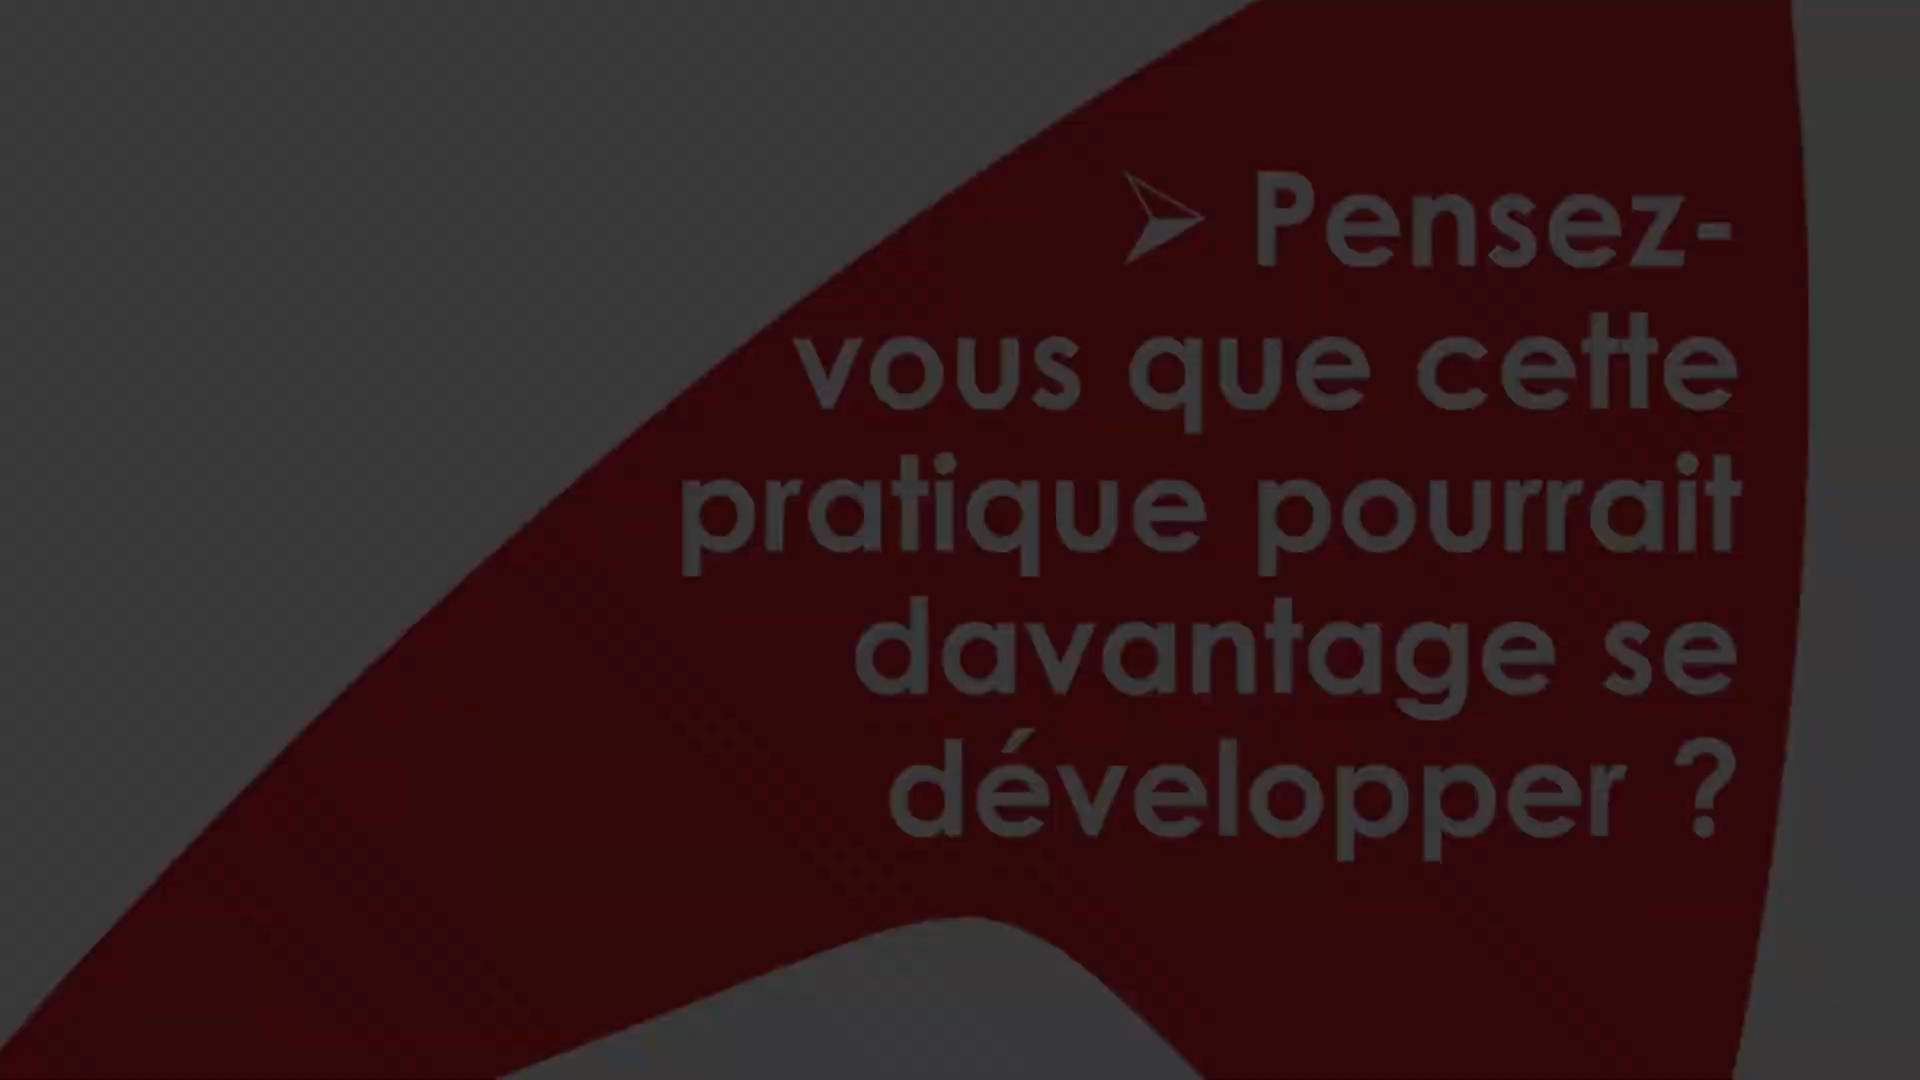 ➢ Pensez-
vous que cette
pratique pourrait
davantage se
développer ?